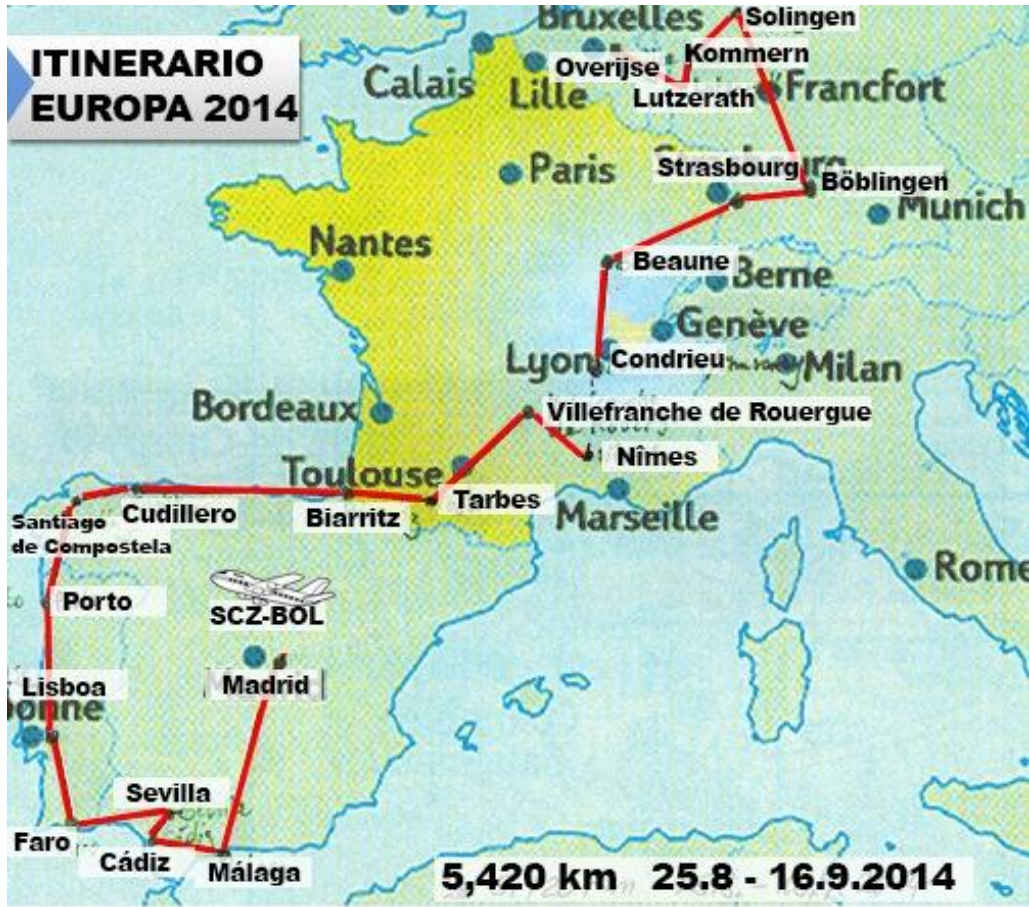 ITINERARIO
EUROPA 2014
Bruxelles
Solingen
Kommern
Overijse
Calais
Lille
Lutzerath
Francfort
Paris
Strasbourg
Böblingen
Munich
Nantes
Beaune
Berne
Genève
Lyon
Condrieu
Milan
Bordeaux
Villefranche de Rouergue
Toulouse
Nîmes
Tarbes
Cudillero
Biarritz
Marseille
Santiago
de Compostela
Rome
Porto
SCZ-BOL
Madrid
Lisboa
bonne
Sevilla
Faro
Cádiz
Málaga
5,420 km 25.8 - 16.9.2014